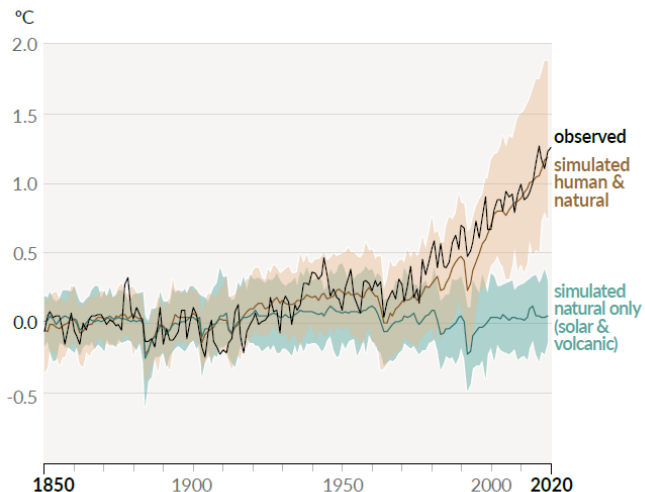 ºC
2.0
1.5
1.0
0.5
0.0
-0.5
observed
simulated
human &
natural
simulated
natural only
(solar &
volcanic)
1850 1900 1950 2000 2020